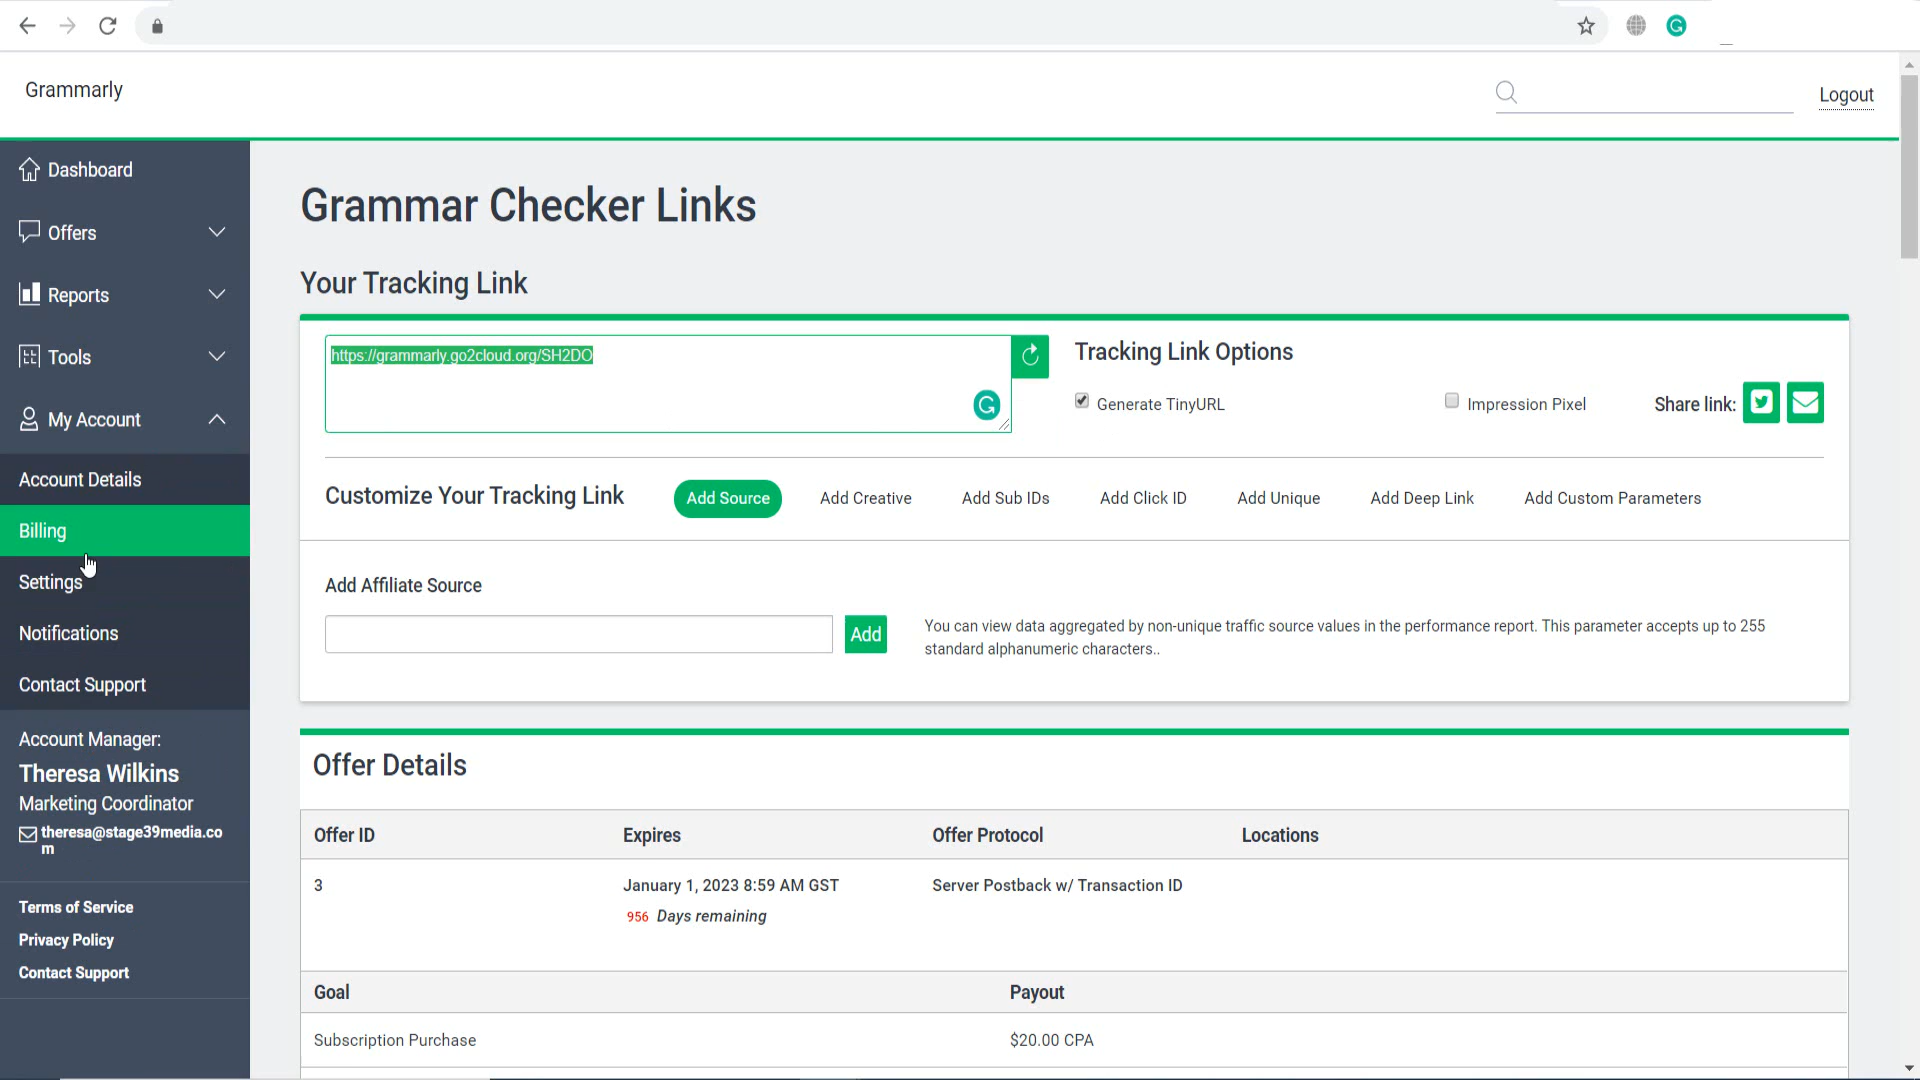 Grammarly
Logout
Dashboard
Offers
Reports
Tools
My Account
Account Details
Billing
Settings
Notifications
Contact Support
Account Manager:
Theresa Wilkins
Marketing Coordinator
theresa@stage39media.co
m
Terms of Service
Privacy Policy
Contact Support
Grammar Checker Links
Your Tracking Link
https://grammarly.go2cloud.org/SH2DO
Tracking Link Options
Generate TinyURL
Impression Pixel
Share link:
Customize Your Tracking Link
Add Source
Add Creative
Add Sub IDs
Add Click ID
Add Unique
Add Deep Link
Add Custom Parameters
Add Affiliate Source
Add
You can view data aggregated by non-unique traffic source values in the performance report. This parameter accepts up to 255
standard alphanumeric characters..
Offer Details
Offer ID Expires Offer Protocol Locations
3 January 1, 2023 8:59 AM GST Server Postback w/ Transaction ID
956 Days remaining
Goal Payout
Subscription Purchase $20.00 CPA